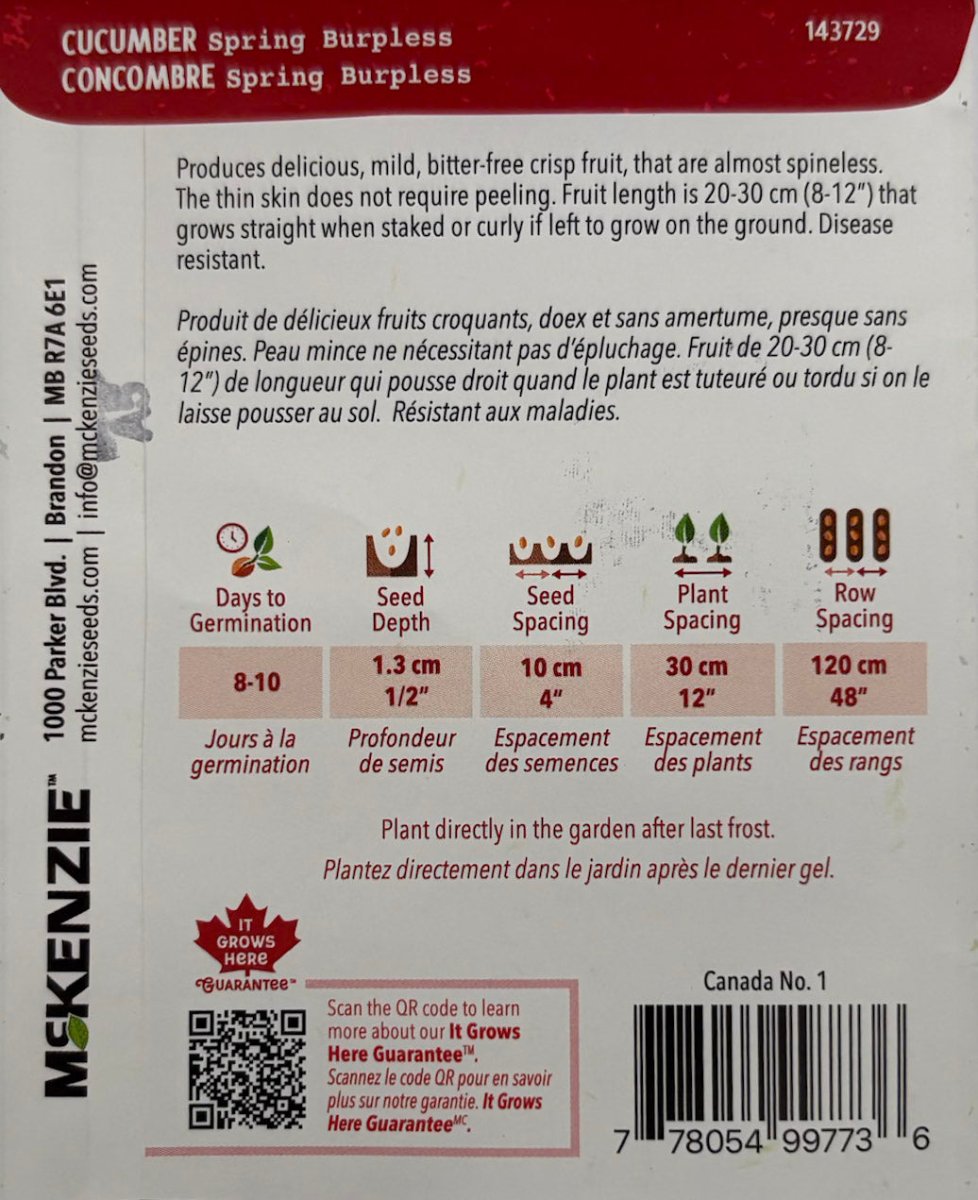 CUCUMBER Spring Burpless
CONCOMBRE Spring Burpless
143729
Produces delicious, mild, bitter-free crisp fruit, that are almost spineless.
The thin skin does not require peeling. Fruit length is 20-30 cm (8-12″) that
grows straight when staked or curly if left to grow on the ground. Disease
resistant.
Produit de délicieux fruits croquants, doex et sans amertume, presque sans
épines. Peau mince ne nécessitant pas d’épluchage. Fruit de 20-30 cm (8-
12″) de longueur qui pousse droit quand le plant est tuteuré ou tordu si on le
laisse pousser au sol. Résistant aux maladies.
Days to
Germination
8-10
Jours à la
germination
Seed
Depth
1.3 cm
1/2″
Profondeur
de semis
Seed
Spacing
10 cm
4″
Espacement
des semences
Plant
Spacing
30 cm
12″
Espacement
des plants
Row
Spacing
120 cm
48″
Espacement
des rangs
Plant directly in the garden after last frost.
Plantez directement dans le jardin après le dernier gel.
IT
GROWS
HeRe
GUARANTee™
Scan the QR code to learn
more about our It Grows
Here Guarantee™.
Scannez le code QR pour en savoir
plus sur notre garantie. It Grows
Here Guaranteeᴹᶜ.
Canada No. 1
7 78054 99773 6
McKENZIE™
1000 Parker Blvd. | Brandon | MB R7A 6E1
mckenzieseeds.com | info@mckenzieseeds.com